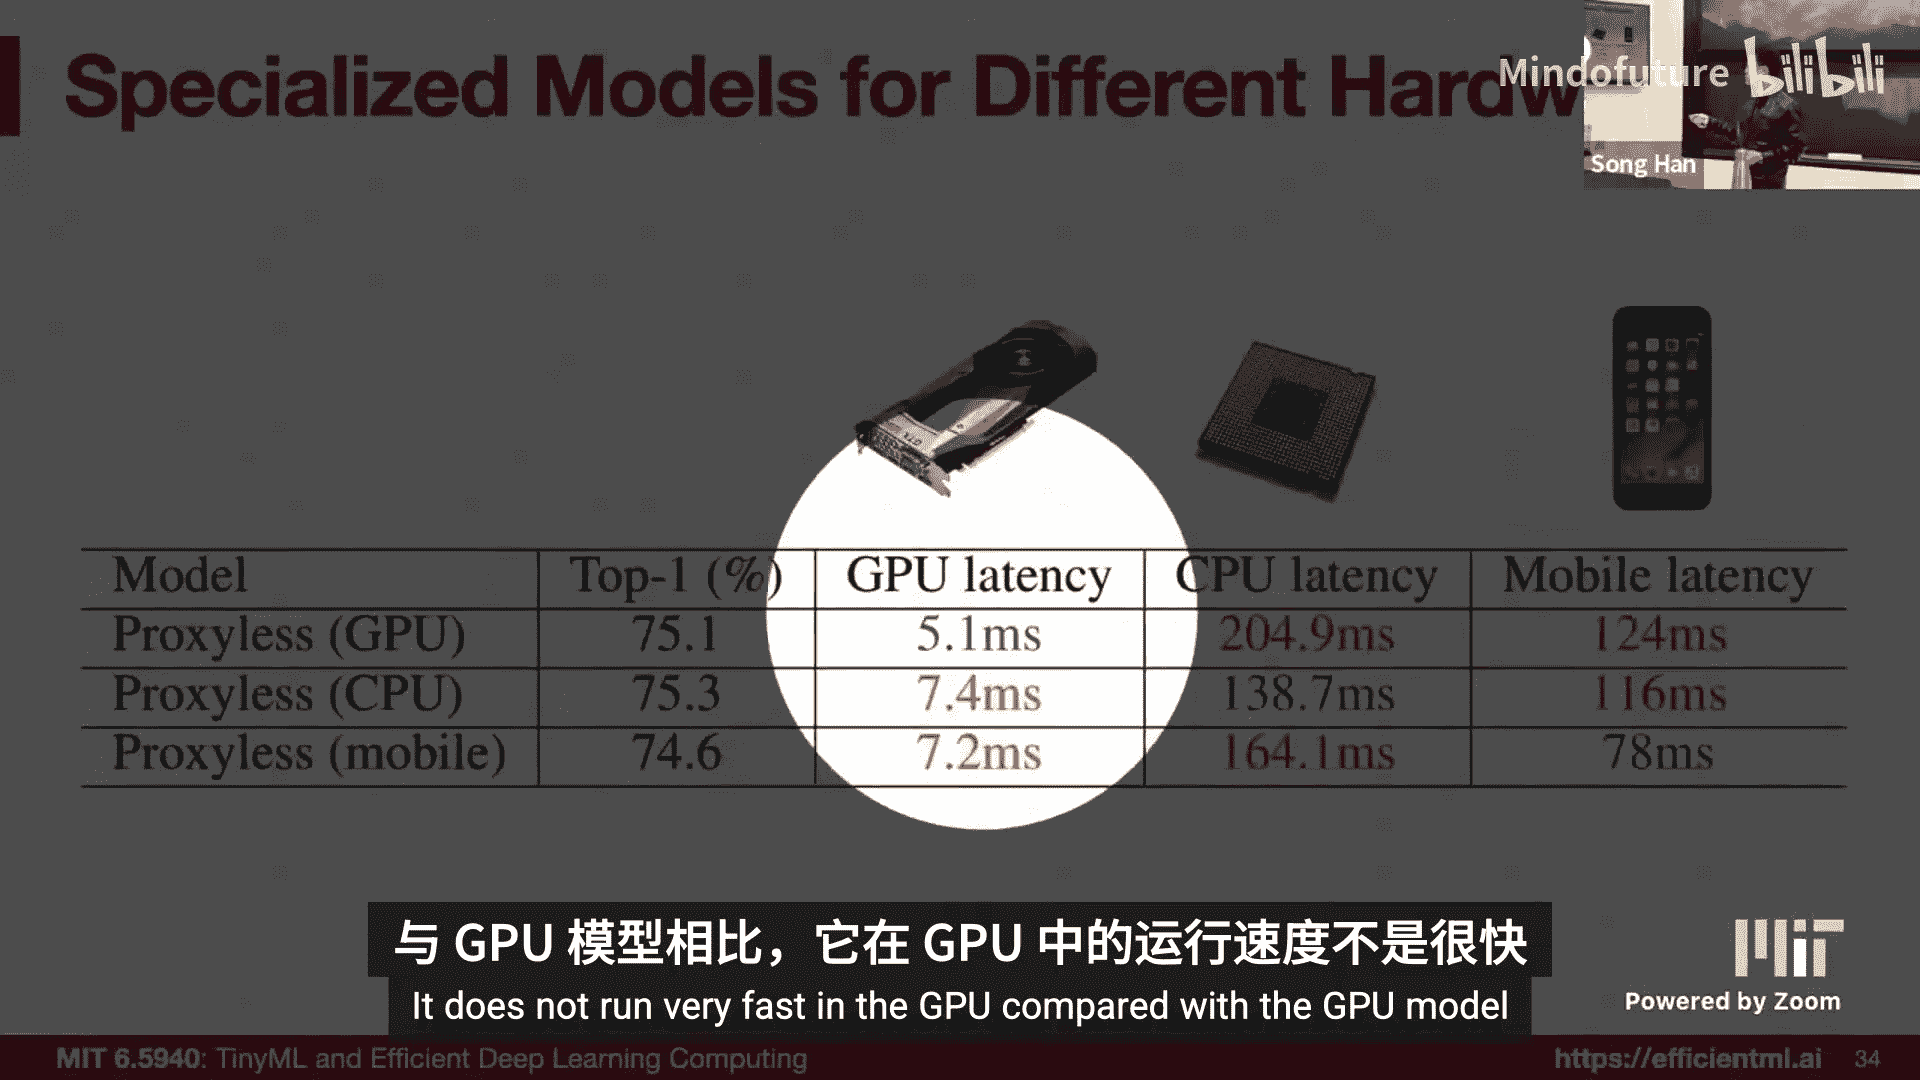 Specialized Models for Different Hardw
Mindofuture bilibili
Song Han
Model Top-1 (%) GPU latency CPU latency Mobile latency
Proxyless (GPU) 75.1 5.1ms 204.9ms 124ms
Proxyless (CPU) 75.3 7.4ms 138.7ms 116ms
Proxyless (mobile) 74.6 7.2ms 164.1ms 78ms
与 GPU 模型相比，它在 GPU 中的运行速度不是很快
It does not run very fast in the GPU compared with the GPU model
MIT
Powered by Zoom
MIT 6.5940: TinyML and Efficient Deep Learning Computing
https://efficientml.ai 34